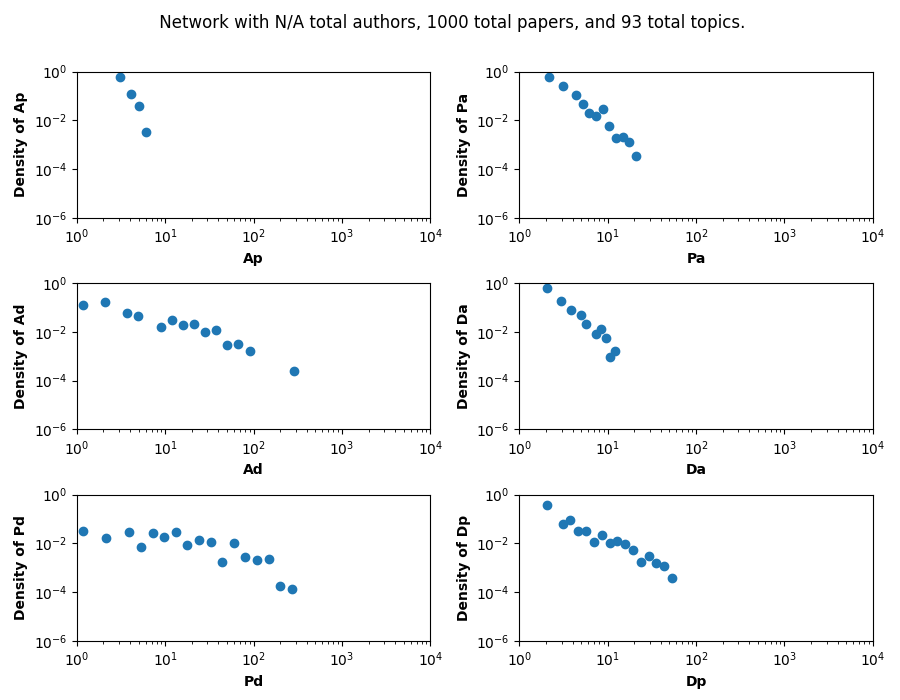 Network with N/A total authors, 1000 total papers, and 93 total topics.
Density of Ap
10^0
10^-2
10^-4
10^-6
10^0 10^1 10^2 10^3 10^4
Ap
Density of Pa
10^0
10^-2
10^-4
10^-6
10^0 10^1 10^2 10^3 10^4
Pa
Density of Ad
10^0
10^-2
10^-4
10^-6
10^0 10^1 10^2 10^3 10^4
Ad
Density of Da
10^0
10^-2
10^-4
10^-6
10^0 10^1 10^2 10^3 10^4
Da
Density of Pd
10^0
10^-2
10^-4
10^-6
10^0 10^1 10^2 10^3 10^4
Pd
Density of Dp
10^0
10^-2
10^-4
10^-6
10^0 10^1 10^2 10^3 10^4
Dp